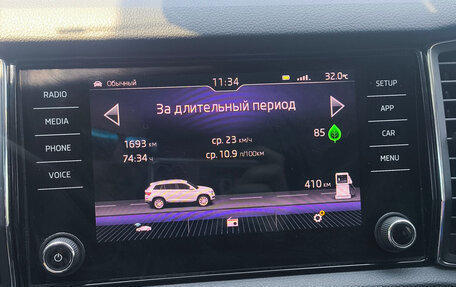 Обычный 11:34 32.0°C
RADIO
SETUP
За длительный период
MEDIA
APP
1693 км
ср. 23 км/ч
85
PHONE
CAR
74:34 ч
ср. 10.9 л/100км
VOICE
MENU
410 км